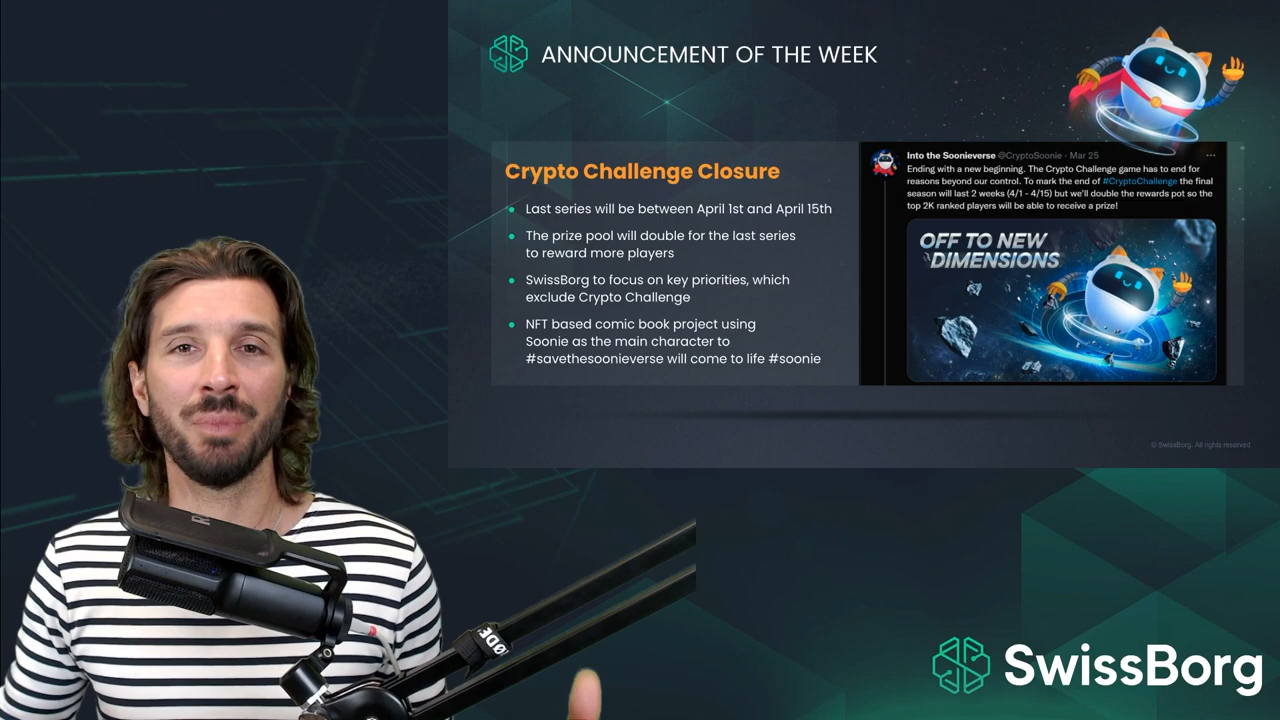 ANNOUNCEMENT OF THE WEEK
Crypto Challenge Closure
Last series will be between April 1st and April 15th
The prize pool will double for the last series
to reward more players
SwissBorg to focus on key priorities, which
exclude Crypto Challenge
NFT based comic book project using
Soonie as the main character to
#savethesoonieverse will come to life #soonie
Into the Soonieverse @CryptoSoonie · Mar 25
Ending with a new beginning. The Crypto Challenge game has to end for
reasons beyond our control. To mark the end of #CryptoChallenge the final
season will last 2 weeks (4/1 - 4/15) but we'll double the rewards pot so the
top 2K ranked players will be able to receive a prize!
OFF TO NEW
DIMENSIONS
© SwissBorg. All rights reserved
R
RØDE
SwissBorg